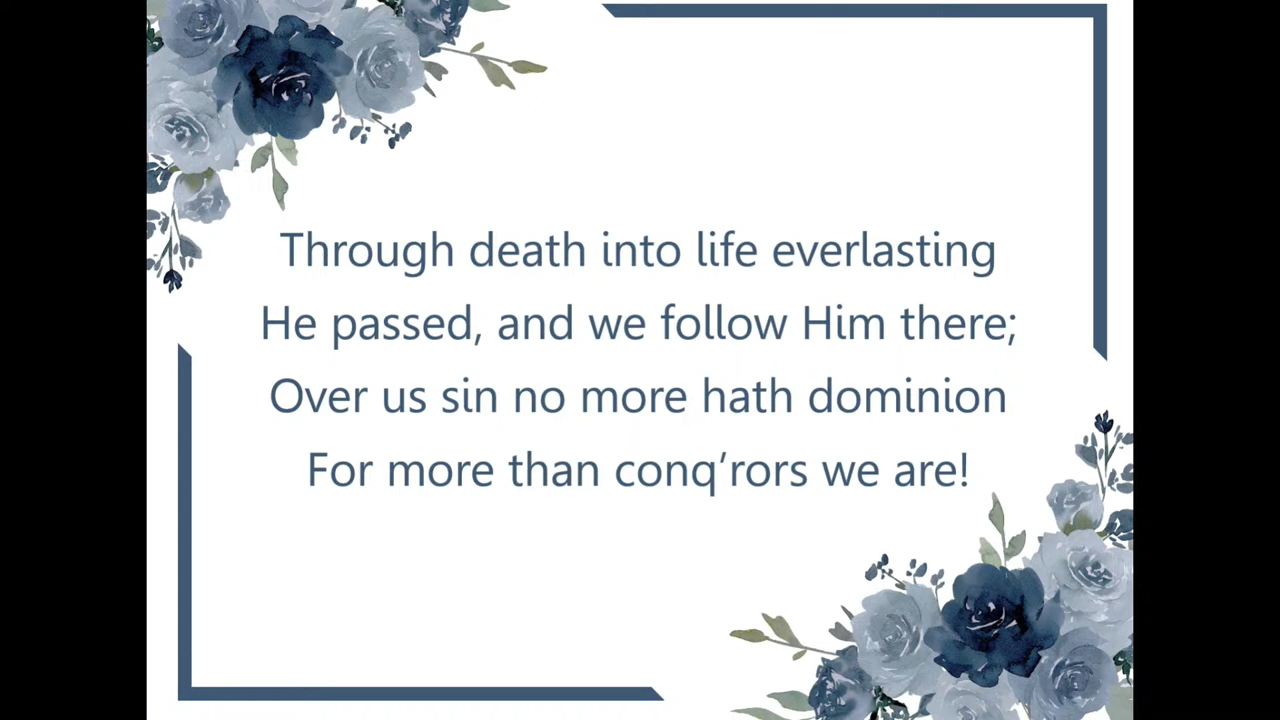 Through death into life everlasting
He passed, and we follow Him there;
Over us sin no more hath dominion
For more than conq’rors we are!